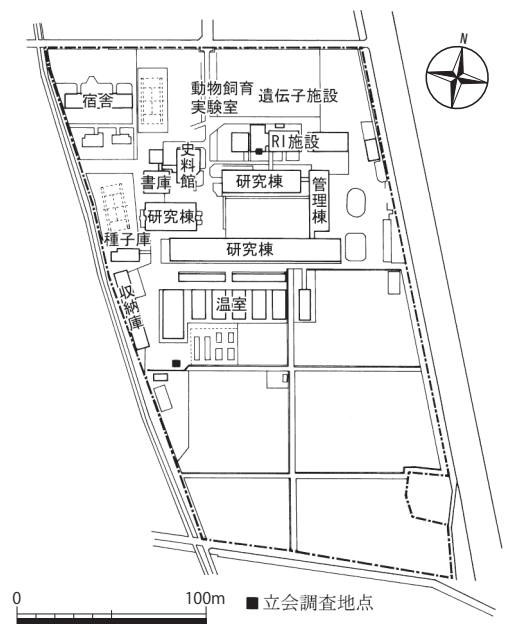 N
動物飼育
実験室
遺伝子施設
宿舎
RI施設
史料館
書庫
研究棟
管理棟
研究棟
種子庫
研究棟
収納庫
温室
0
100m
■立会調査地点